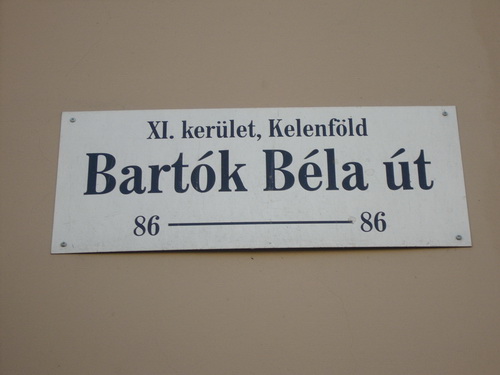 XI. kerület, Kelenföld
Bartók Béla út
86 — 86